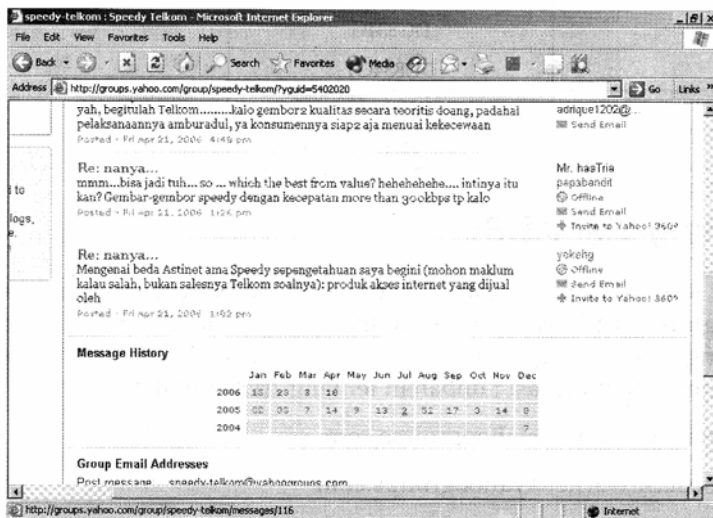 speedy-telkom : Speedy Telkom - Microsoft Internet Explorer
File Edit View Favorites Tools Help
Back Search Favorites Media
Address http://groups.yahoo.com/group/speedy-telkom/?yguid=5402020 Go Links »
yah, begitulah Telkom.........kalo gembor2 kualitas secara teoritis doang, padahal
pelaksanaannya amburadul, ya konsumennya siap2 aja menuai kekecewaan
Posted - Fri Apr 21, 2006 4:48 pm
adrique1202@...
Send Email
Re: nanya...
mmm...bisa jadi tuh... so ... which the best from value? hehehehehe.... intinya itu
kan? Gembar-gembor speedy dengan kecepatan more than 300kbps tp kalo
Posted - Fri Apr 21, 2006 1:26 pm
Mr. hasTria
papabandit
Offline
Send Email
Invite to Yahoo! 360°
d to
logs,
e.
Re: nanya...
Mengenai beda Astinet ama Speedy sepengetahuan saya begini (mohon maklum
kalau salah, bukan salesnya Telkom soalnya): produk akses internet yang dijual
oleh
Posted - Fri Apr 21, 2006 1:02 pm
yokehg
Offline
Send Email
Invite to Yahoo! 360°
Message History
Jan Feb Mar Apr May Jun Jul Aug Sep Oct Nov Dec
2006 23 8 16
2005 7 14 9 13 2 52 17 3 14 8
2004 7
Group Email Addresses
Post message speedy-telkom@yahoogroups.com
http://groups.yahoo.com/group/speedy-telkom/messages/116 Internet